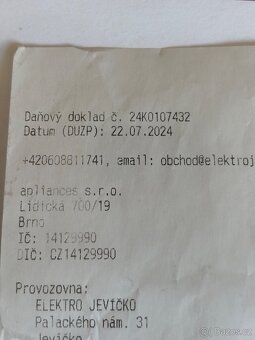 Daňový doklad č. 24K0107432
Datum (DUZP): 22.07.2024
+420608811741, email: obchod@elektroj
apliances s.r.o.
Lidická 700/19
Brno
IČ: 14129990
DIČ: CZ14129990
Provozovna:
ELEKTRO JEVÍČKO
Palackého nám. 31
Jevíčko